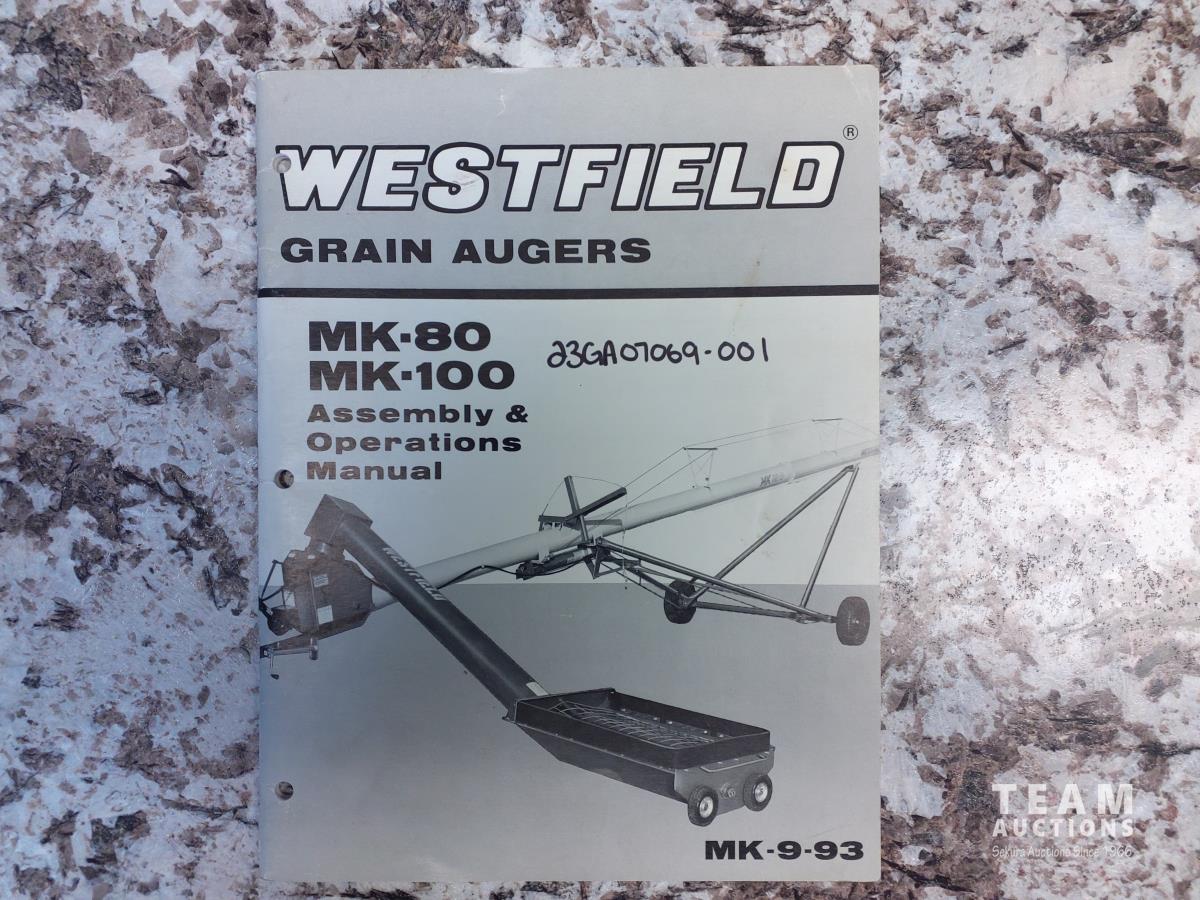 WESTFIELD®
GRAIN AUGERS
MK-80
MK-100
23GA07069-001
Assembly &
Operations
Manual
WESTFIELD
MK-9-93
TEAM
AUCTIONS
Sekura Auctions Since 1966